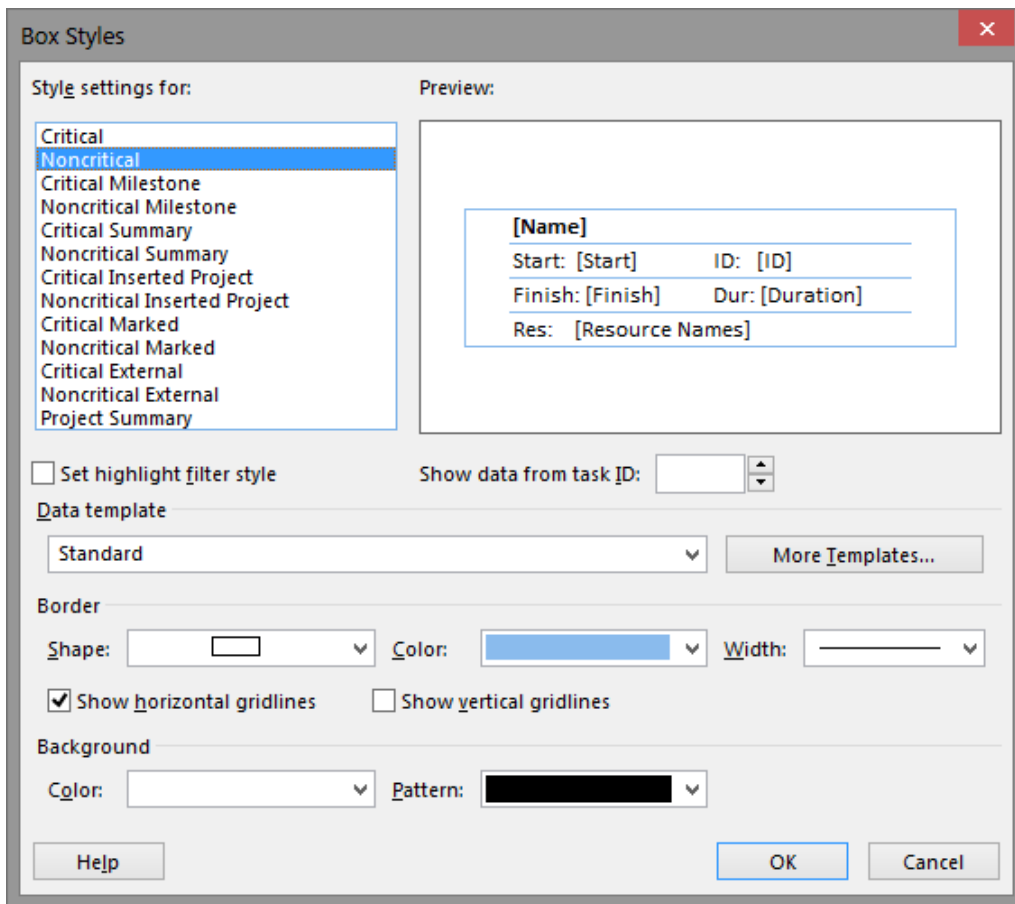 Box Styles
Style settings for:
Preview:
Critical
Noncritical
Critical Milestone
Noncritical Milestone
Critical Summary
Noncritical Summary
Critical Inserted Project
Noncritical Inserted Project
Critical Marked
Noncritical Marked
Critical External
Noncritical External
Project Summary
[Name]
Start: [Start] ID: [ID]
Finish: [Finish] Dur: [Duration]
Res: [Resource Names]
Set highlight filter style
Show data from task ID:
Data template
Standard
More Templates...
Border
Shape: Color: Width:
Show horizontal gridlines
Show vertical gridlines
Background
Color: Pattern:
Help
OK
Cancel